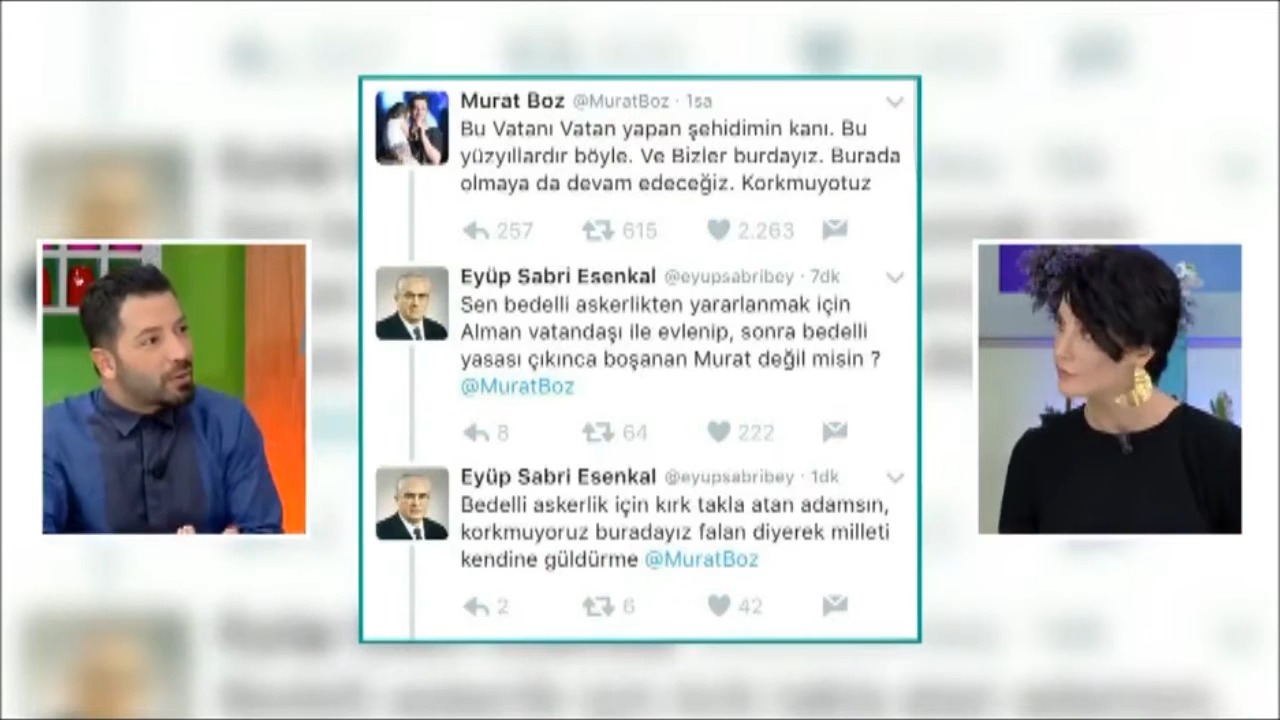 Murat Boz @MuratBoz · 1sa
Bu Vatanı Vatan yapan şehidimin kanı. Bu
yüzyıllardır böyle. Ve Bizler burdayız. Burada
olmaya da devam edeceğiz. Korkmuyotuz
257 615 2.263
Eyüp Sabri Esenkal @eyupsabribey · 7dk
Sen bedelli askerlikten yararlanmak için
Alman vatandaşı ile evlenip, sonra bedelli
yasası çıkınca boşanan Murat değil misin ?
@MuratBoz
8 64 222
Eyüp Sabri Esenkal @eyupsabribey · 1dk
Bedelli askerlik için kırk takla atan adamsın,
korkmuyoruz buradayız falan diyerek milleti
kendine güldürme @MuratBoz
2 6 42